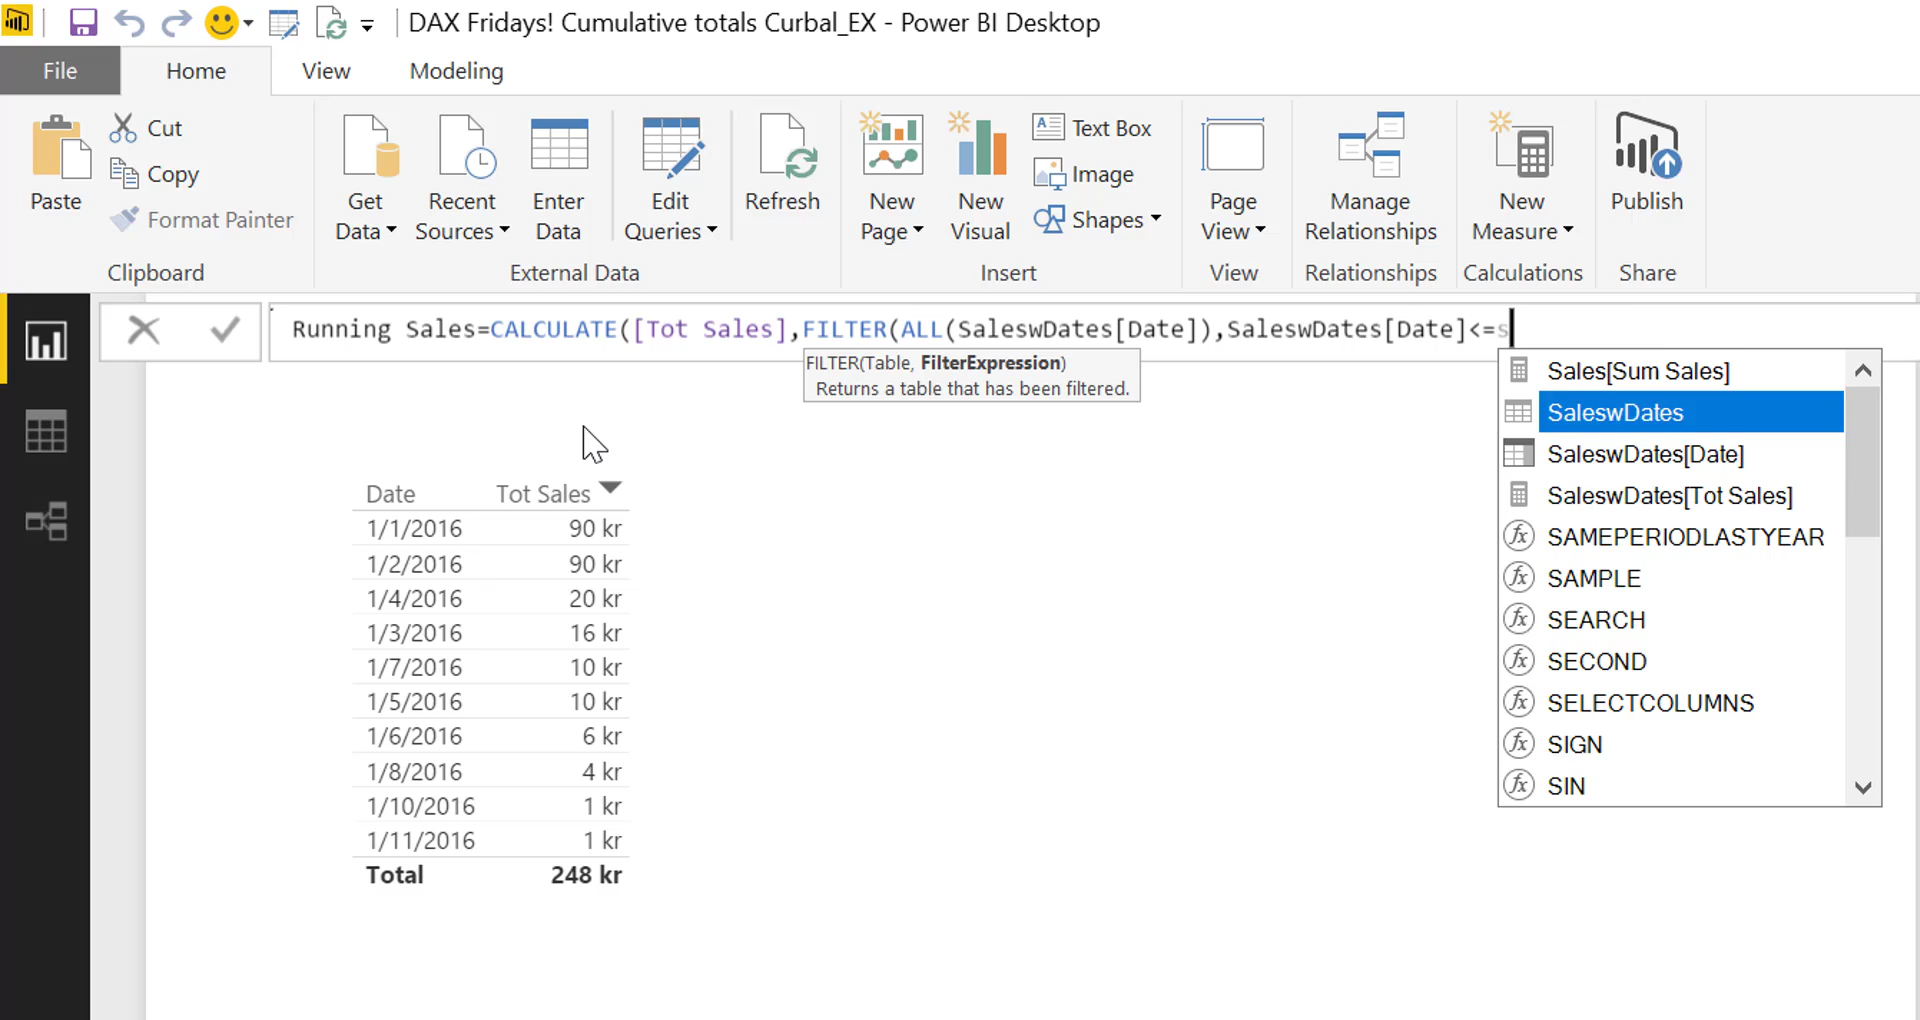 DAX Fridays! Cumulative totals Curbal_EX - Power BI Desktop
File
Home
View
Modeling
Paste
Cut
Copy
Format Painter
Clipboard
Get Data
Recent Sources
Enter Data
Edit Queries
External Data
Refresh
New Page
New Visual
Text Box
Image
Shapes
Insert
Page View
View
Manage Relationships
Relationships
New Measure
Calculations
Publish
Share
Running Sales=CALCULATE([Tot Sales],FILTER(ALL(SaleswDates[Date]),SaleswDates[Date]<=s
FILTER(Table, FilterExpression)
Returns a table that has been filtered.
Sales[Sum Sales]
SaleswDates
SaleswDates[Date]
SaleswDates[Tot Sales]
SAMEPERIODLASTYEAR
SAMPLE
SEARCH
SECOND
SELECTCOLUMNS
SIGN
SIN
Date Tot Sales
1/1/2016 90 kr
1/2/2016 90 kr
1/4/2016 20 kr
1/3/2016 16 kr
1/7/2016 10 kr
1/5/2016 10 kr
1/6/2016 6 kr
1/8/2016 4 kr
1/10/2016 1 kr
1/11/2016 1 kr
Total 248 kr